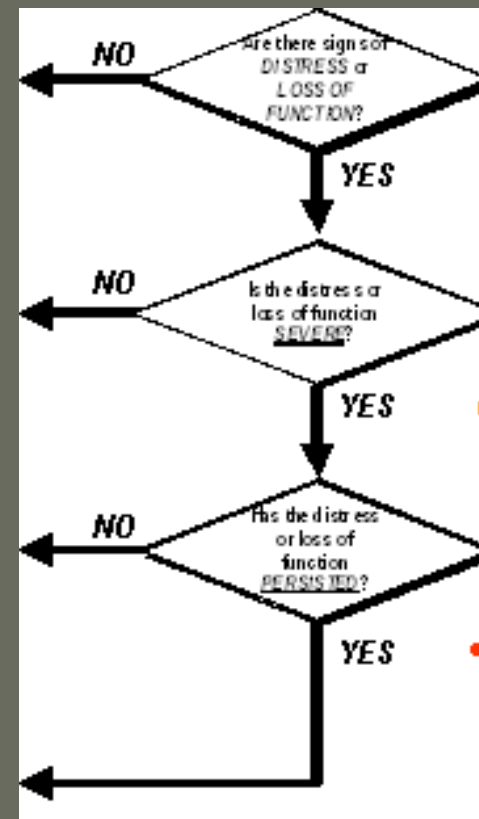 Are there signs of
DISTRESS or
LOSS OF
FUNCTION?
NO
YES
Is the distress or
loss of function
SEVERE?
NO
YES
Has the distress
or loss of
function
PERSISTED?
NO
YES